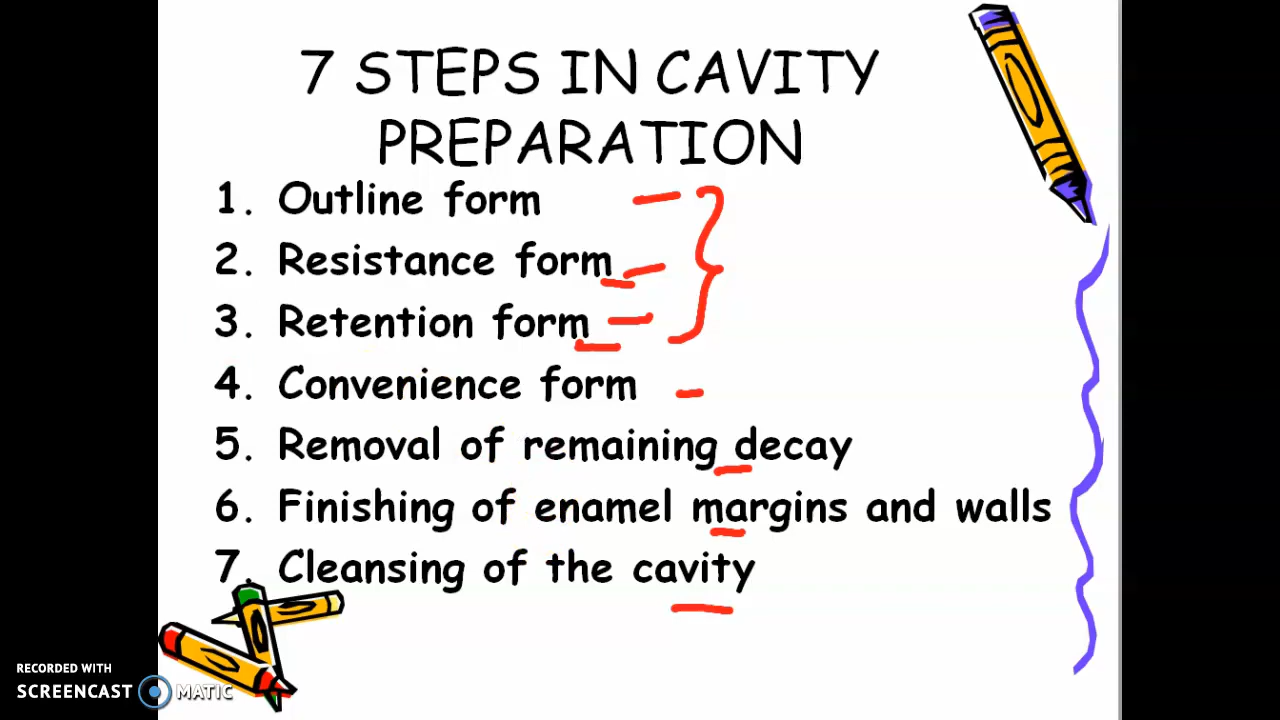 7 STEPS IN CAVITY
PREPARATION
1. Outline form
2. Resistance form
3. Retention form
4. Convenience form
5. Removal of remaining decay
6. Finishing of enamel margins and walls
7. Cleansing of the cavity
RECORDED WITH
SCREENCAST MATIC